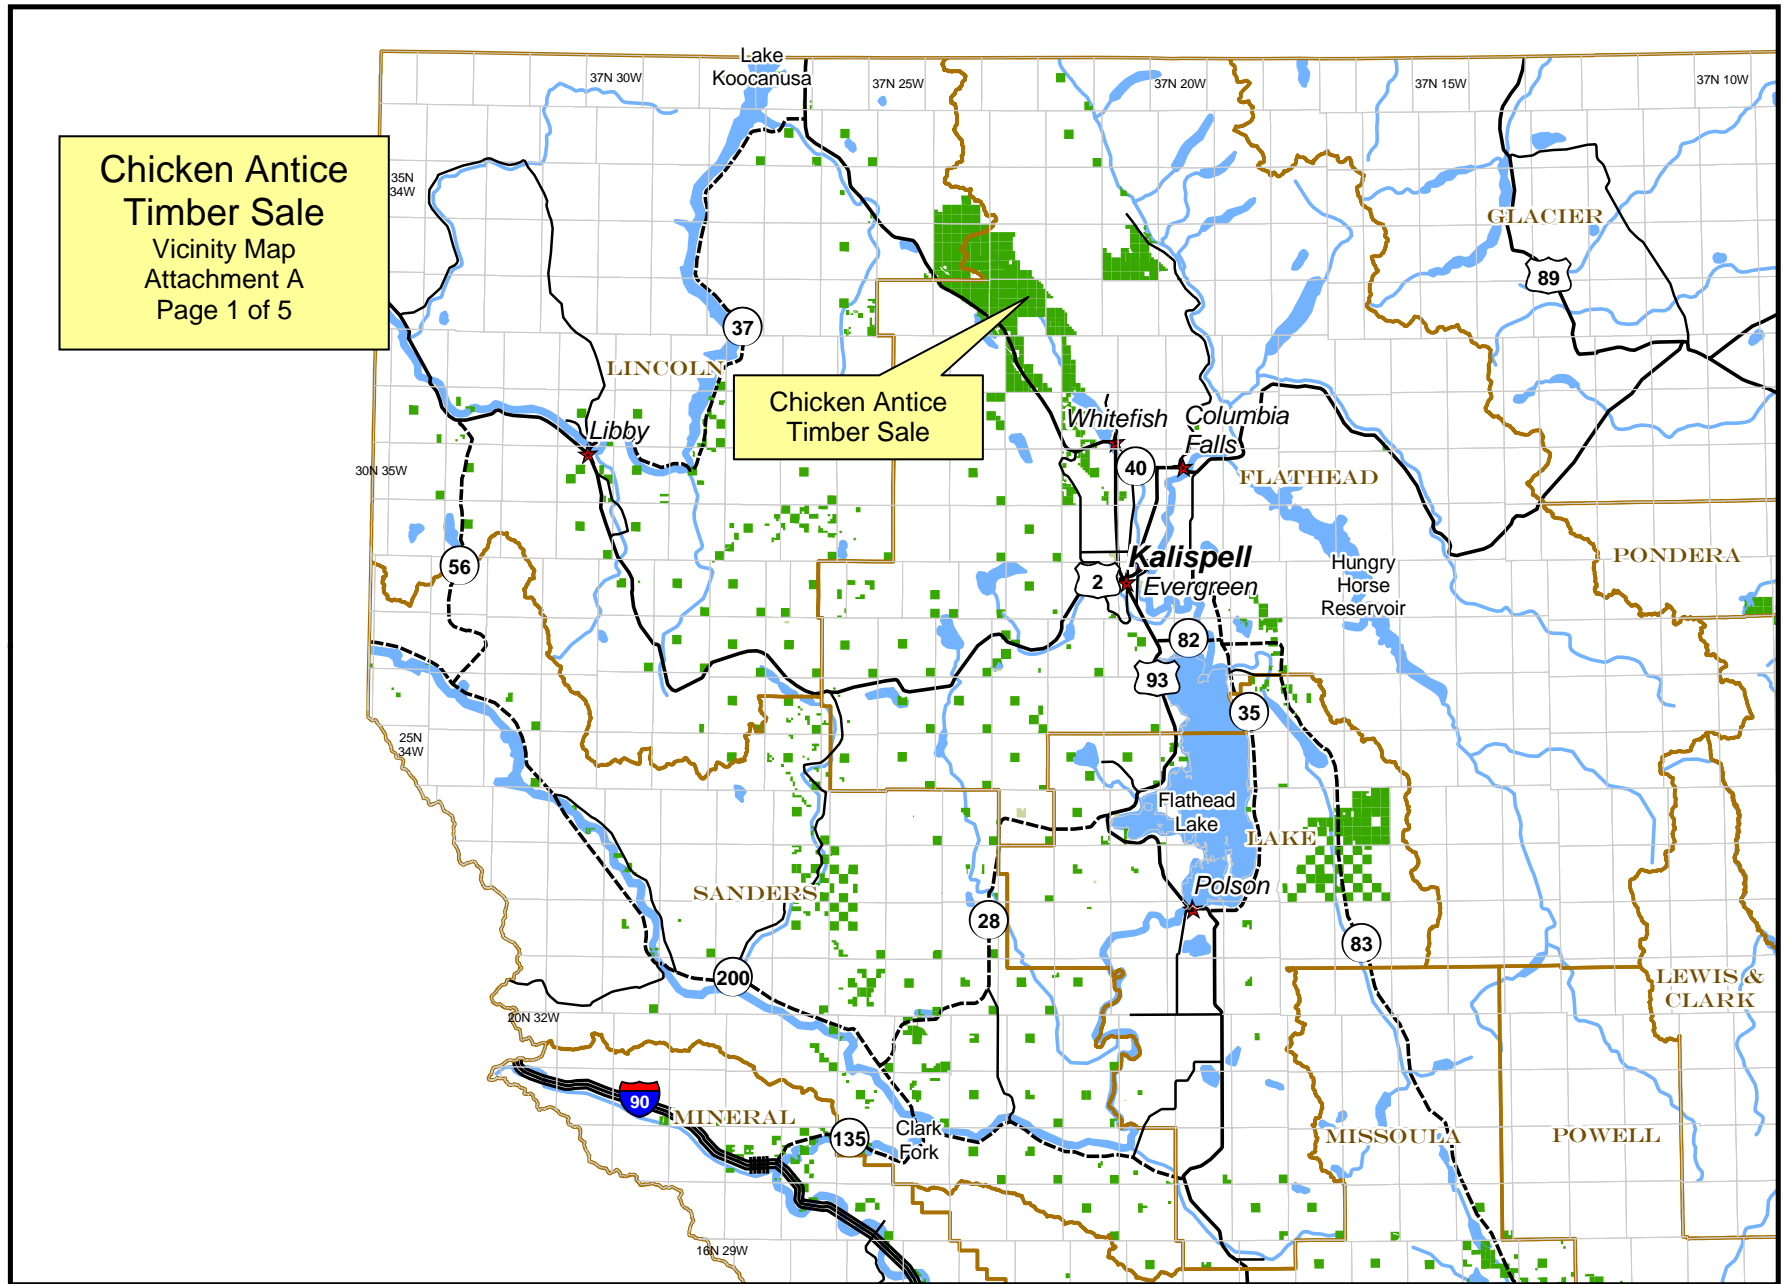 Lake
Koocanusa
37N 30W
37N 25W
37N 20W
37N 15W
37N 10W
Chicken Antice
Timber Sale
Vicinity Map
Attachment A
Page 1 of 5
35N
34W
GLACIER
89
37
LINCOLN
Chicken Antice
Timber Sale
Whitefish
Columbia
Falls
Libby
40
30N 35W
FLATHEAD
56
Kalispell
Evergreen
2
Hungry
Horse
Reservoir
PONDERA
82
93
35
25N
34W
Flathead
Lake
LAKE
SANDERS
Polson
28
83
200
LEWIS &
CLARK
20N 32W
90
MINERAL
135
Clark
Fork
MISSOULA
POWELL
16N 29W